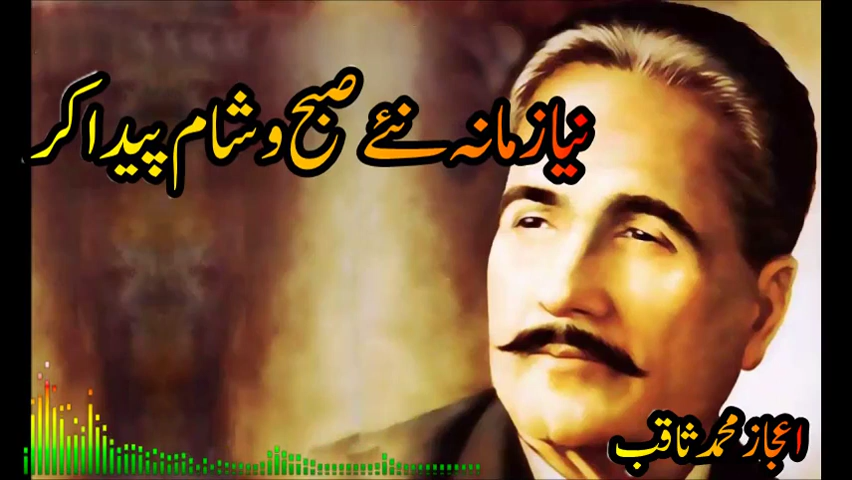 نیا زمانہ نئے صبح و شام پیدا کر
اعجاز محمد ثاقب